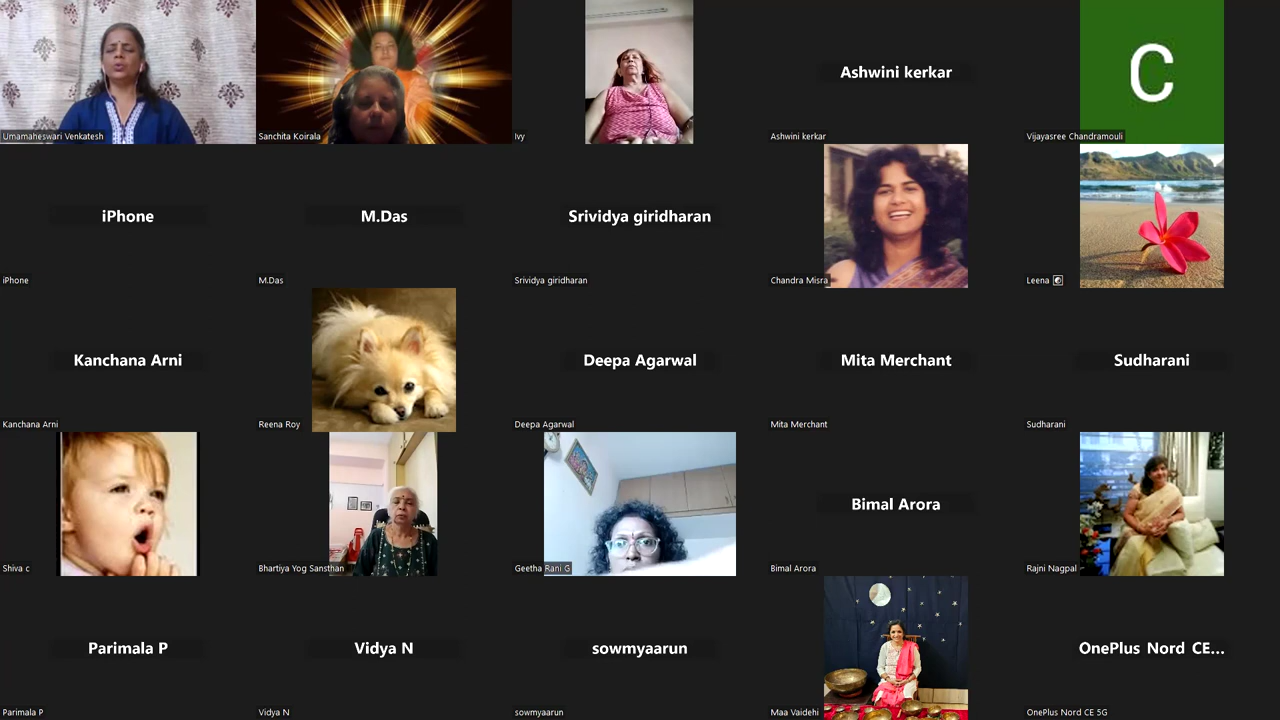 Umamaheswari Venkatesh
Sanchita Koirala
Ivy
Ashwini kerkar
Ashwini kerkar
C
Vijayasree Chandramouli
iPhone
iPhone
M.Das
M.Das
Srividya giridharan
Srividya giridharan
Chandra Misra
Leena
Kanchana Arni
Kanchana Arni
Reena Roy
Deepa Agarwal
Deepa Agarwal
Mita Merchant
Mita Merchant
Sudharani
Sudharani
Shiva c
Bhartiya Yog Sansthan
Geetha Rani G
Bimal Arora
Bimal Arora
Rajni Nagpal
Parimala P
Parimala P
Vidya N
Vidya N
sowmyaarun
sowmyaarun
Maa Vaidehi
OnePlus Nord CE...
OnePlus Nord CE 5G